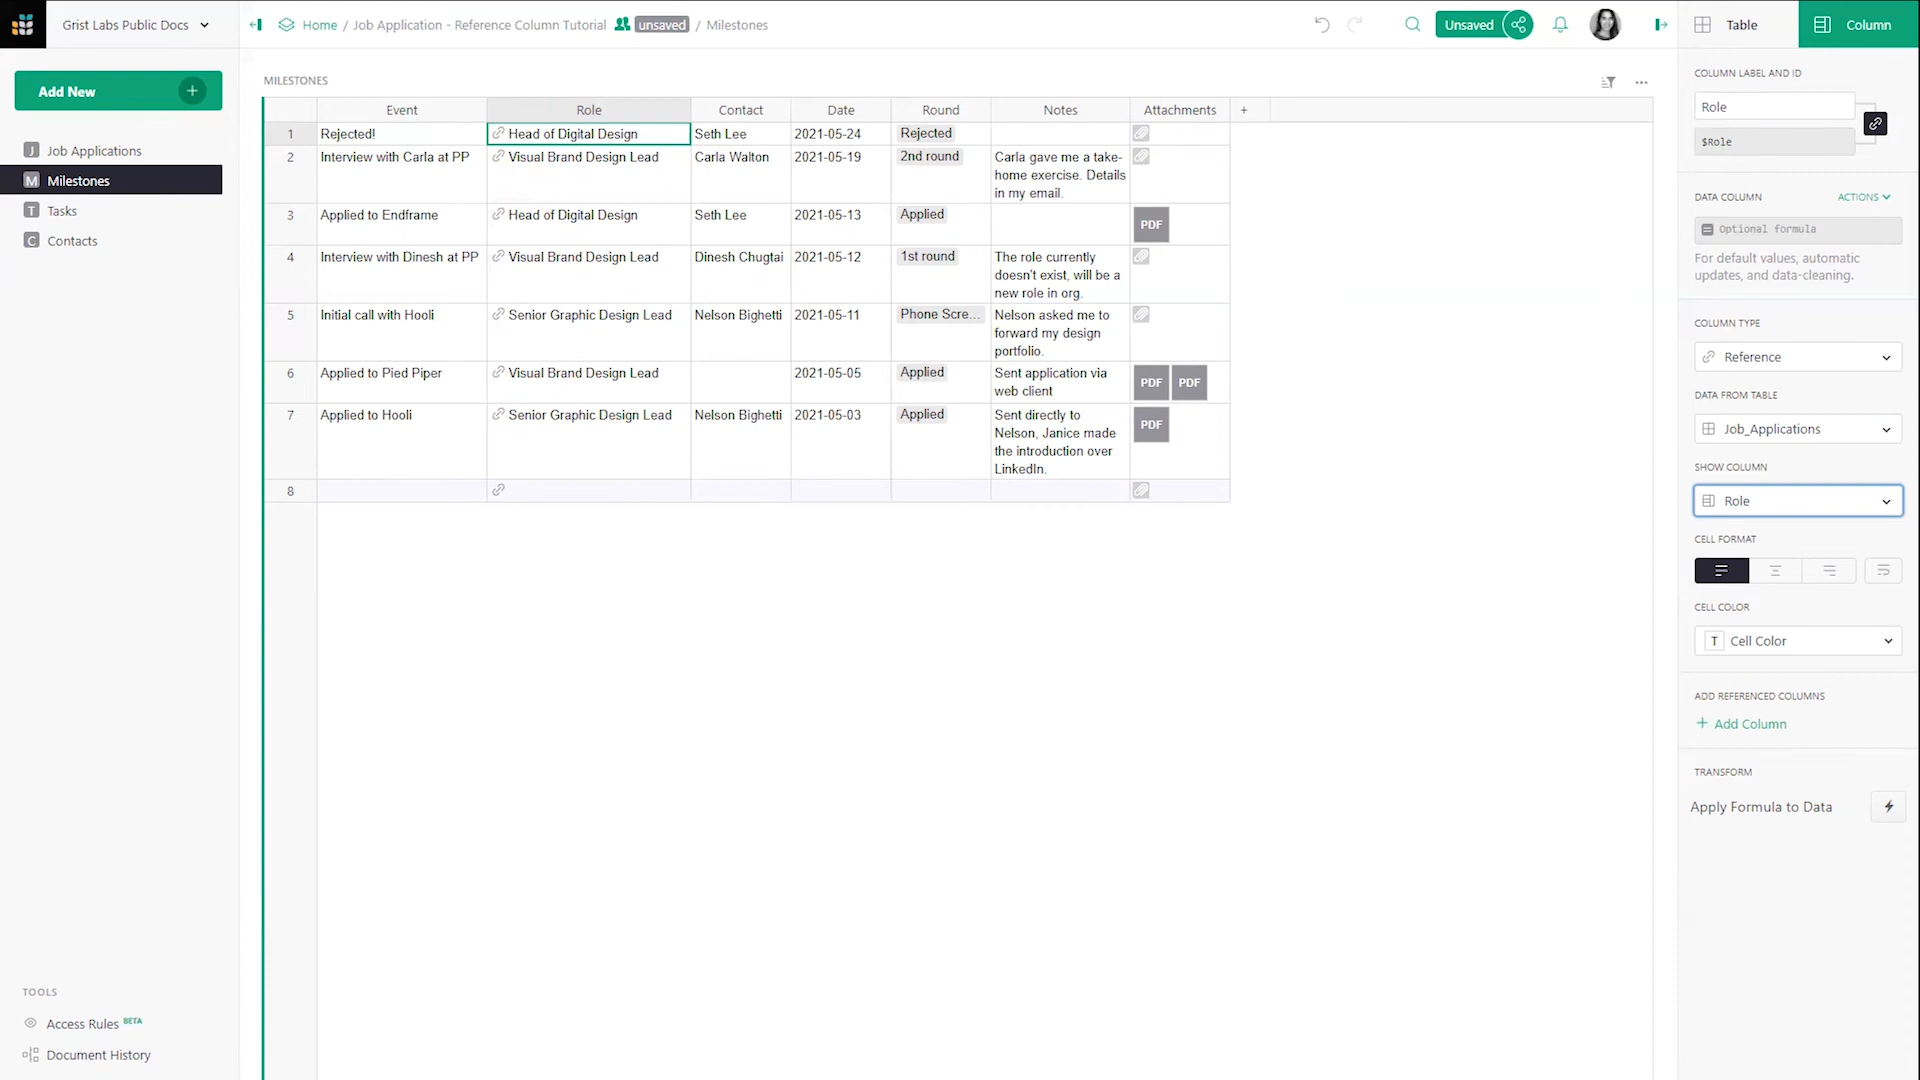 Grist Labs Public Docs
Home / Job Application - Reference Column Tutorial unsaved / Milestones
Unsaved
Table
Column
Add New +
J Job Applications
M Milestones
T Tasks
C Contacts
TOOLS
Access Rules BETA
Document History
MILESTONES
Event Role Contact Date Round Notes Attachments +
1 Rejected! Head of Digital Design Seth Lee 2021-05-24 Rejected
2 Interview with Carla at PP Visual Brand Design Lead Carla Walton 2021-05-19 2nd round Carla gave me a take-
home exercise. Details
in my email.
3 Applied to Endframe Head of Digital Design Seth Lee 2021-05-13 Applied PDF
4 Interview with Dinesh at PP Visual Brand Design Lead Dinesh Chugtai 2021-05-12 1st round The role currently
doesn't exist, will be a
new role in org.
5 Initial call with Hooli Senior Graphic Design Lead Nelson Bighetti 2021-05-11 Phone Scre... Nelson asked me to
forward my design
portfolio.
6 Applied to Pied Piper Visual Brand Design Lead 2021-05-05 Applied Sent application via PDF PDF
web client
7 Applied to Hooli Senior Graphic Design Lead Nelson Bighetti 2021-05-03 Applied Sent directly to PDF
Nelson, Janice made
the introduction over
LinkedIn.
8
COLUMN LABEL AND ID
Role
$Role
DATA COLUMN ACTIONS
Optional formula
For default values, automatic
updates, and data-cleaning.
COLUMN TYPE
Reference
DATA FROM TABLE
Job_Applications
SHOW COLUMN
Role
CELL FORMAT
CELL COLOR
T Cell Color
ADD REFERENCED COLUMNS
+ Add Column
TRANSFORM
Apply Formula to Data